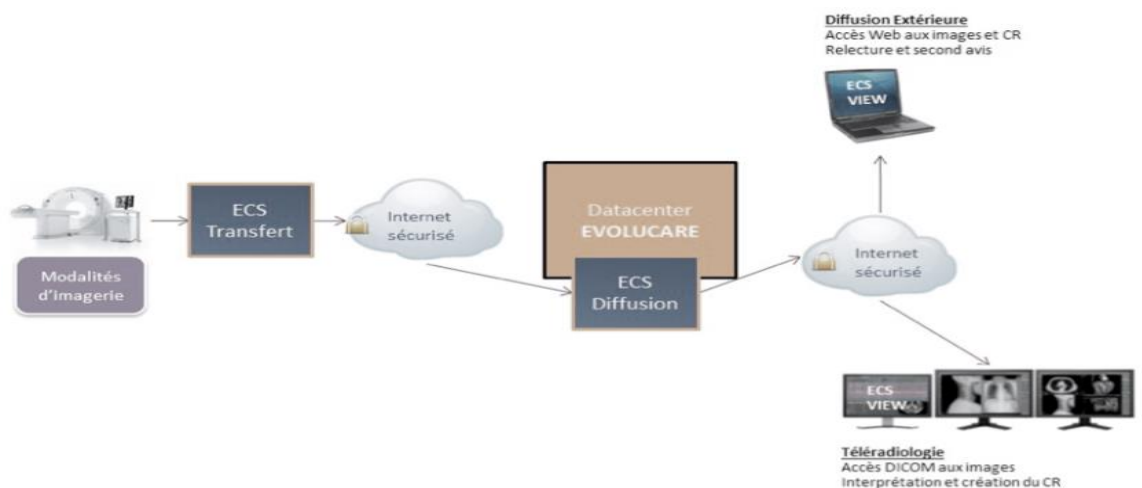 Diffusion Extérieure
Accès Web aux images et CR
Relecture et second avis
ECS
VIEW
ECS
Transfert
Internet
sécurisé
Datacenter
EVOLUCARE
ECS
Diffusion
Internet
sécurisé
Modalités
d'Imagerie
ECS
VIEW
Téléradiologie
Accès DICOM aux images
Interprétation et création du CR